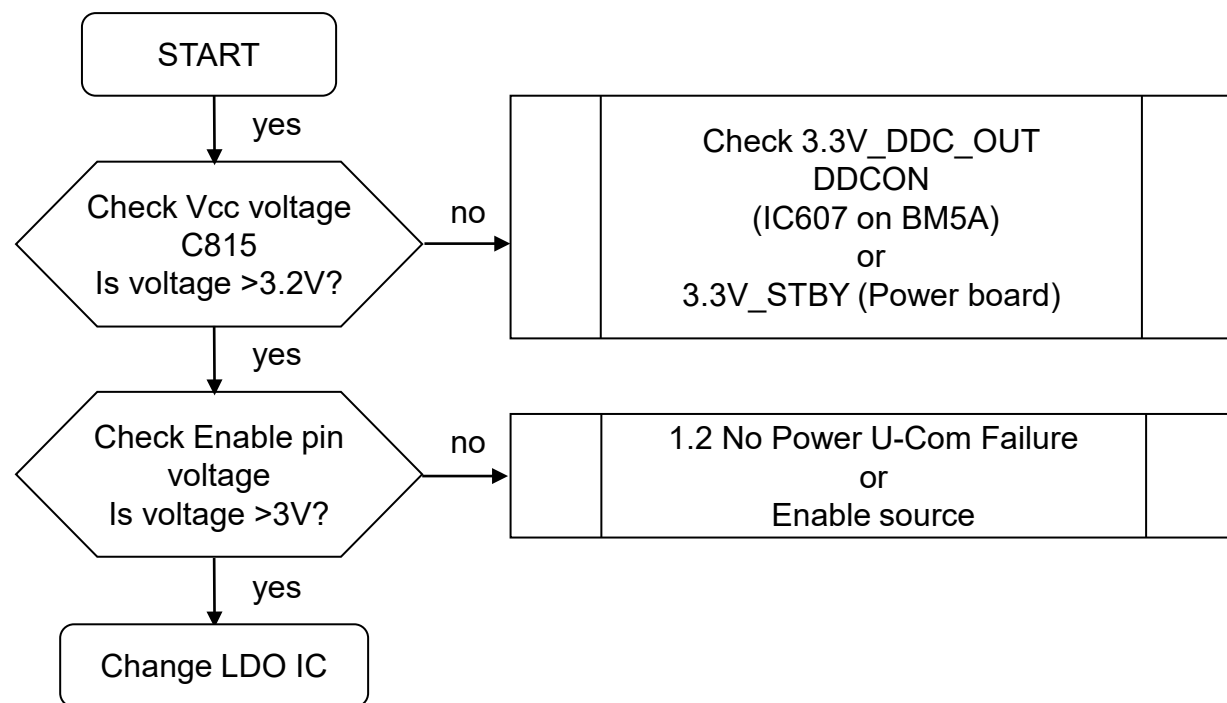 START
yes
Check Vcc voltage
C815
Is voltage >3.2V?
no
Check 3.3V_DDC_OUT
DDCON
(IC607 on BM5A)
or
3.3V_STBY (Power board)
yes
Check Enable pin
voltage
Is voltage >3V?
no
1.2 No Power U-Com Failure
or
Enable source
yes
Change LDO IC